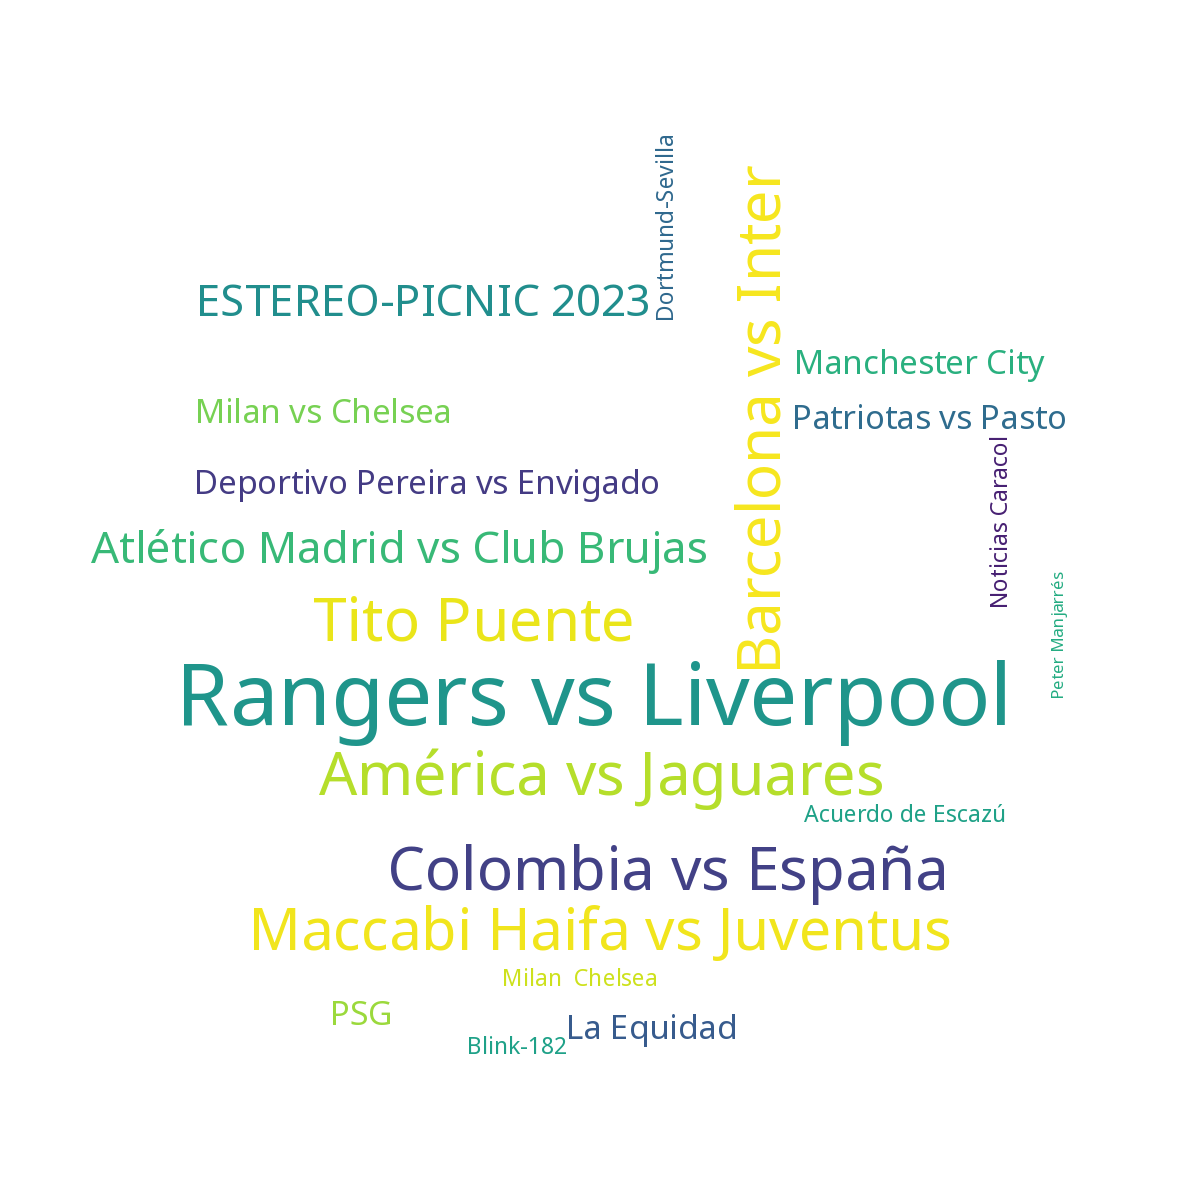 Dortmund-Sevilla
Barcelona vs Inter
ESTEREO-PICNIC 2023
Manchester City
Milan vs Chelsea
Patriotas vs Pasto
Noticias Caracol
Deportivo Pereira vs Envigado
Atlético Madrid vs Club Brujas
Peter Manjarrés
Tito Puente
Rangers vs Liverpool
América vs Jaguares
Acuerdo de Escazú
Colombia vs España
Maccabi Haifa vs Juventus
Milan  Chelsea
PSG
La Equidad
Blink-182